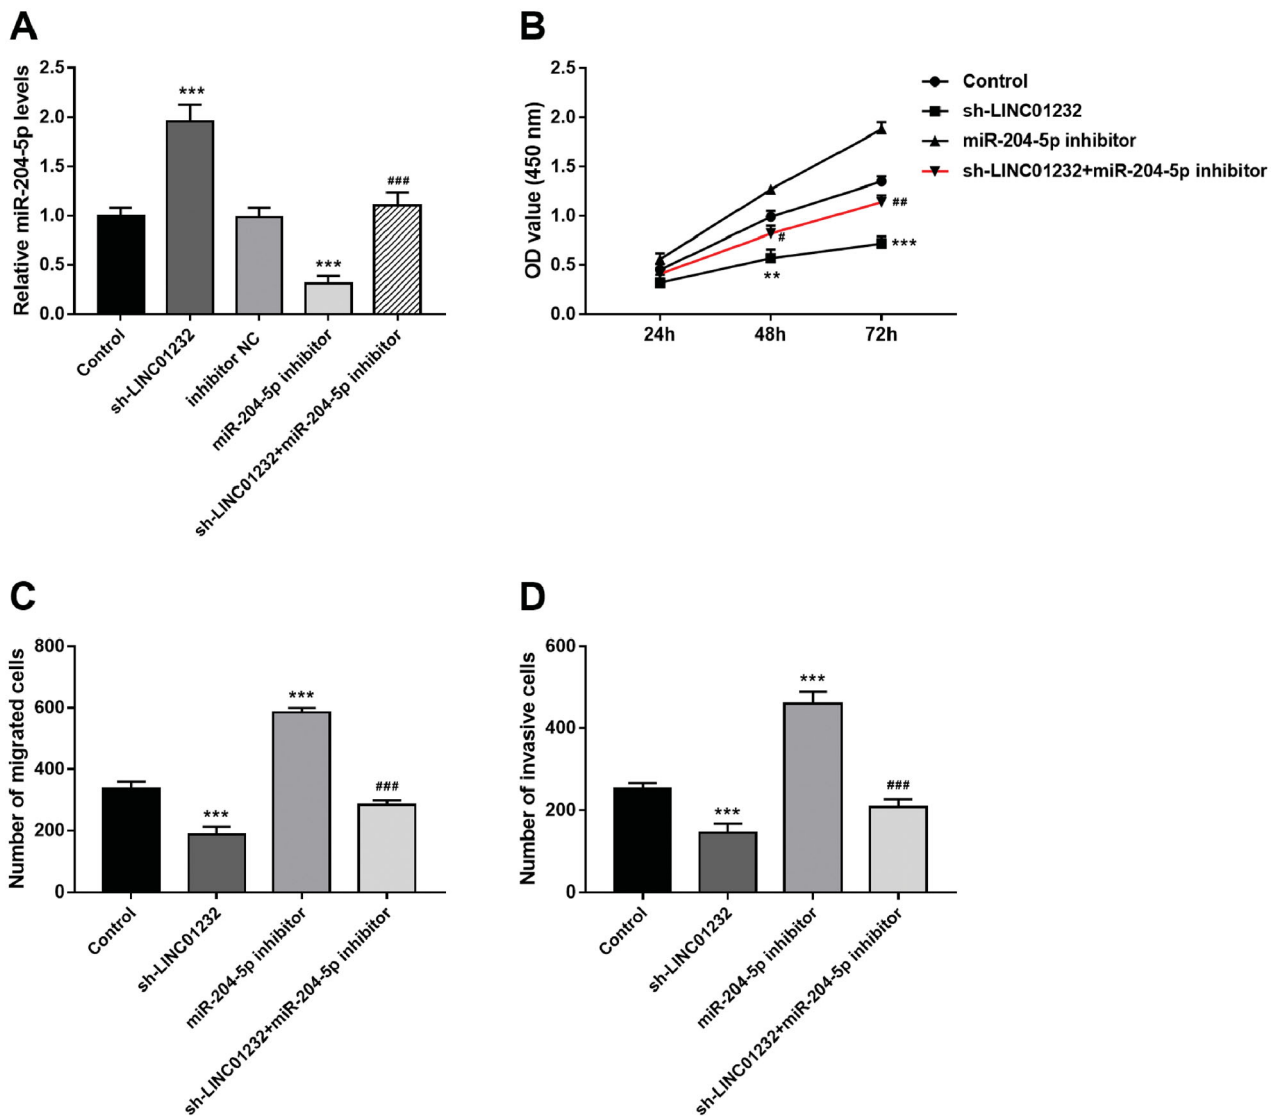 A
Relative miR-204-5p levels
2.5
2.0
1.5
1.0
0.5
0.0
***
***
###
Control
sh-LINC01232
inhibitor NC
miR-204-5p inhibitor
sh-LINC01232+miR-204-5p inhibitor
B
OD value (450 nm)
2.5
2.0
1.5
1.0
0.5
0.0
24h
48h
72h
#
**
##
***
Control
sh-LINC01232
miR-204-5p inhibitor
sh-LINC01232+miR-204-5p inhibitor
C
Number of migrated cells
800
600
400
200
0
***
***
###
Control
sh-LINC01232
miR-204-5p inhibitor
sh-LINC01232+miR-204-5p inhibitor
D
Number of invasive cells
600
400
200
0
***
***
###
Control
sh-LINC01232
miR-204-5p inhibitor
sh-LINC01232+miR-204-5p inhibitor